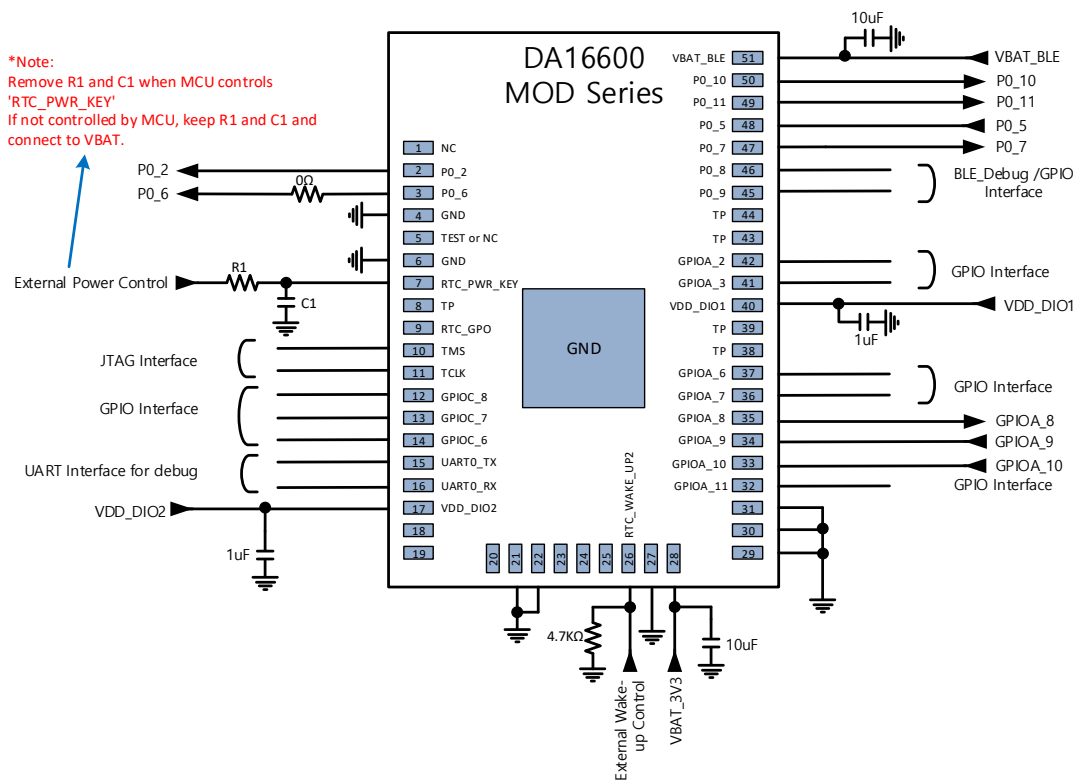 *Note:
Remove R1 and C1 when MCU controls
'RTC_PWR_KEY'
If not controlled by MCU, keep R1 and C1 and
connect to VBAT.
DA16600
MOD Series
10uF
VBAT_BLE 51 VBAT_BLE
P0_10 50 P0_10
P0_11 49 P0_11
P0_5 48 P0_5
P0_7 47 P0_7
P0_8 46
P0_9 45
BLE_Debug /GPIO
Interface
TP 44
TP 43
GPIOA_2 42
GPIOA_3 41
GPIO Interface
VDD_DIO1 40 VDD_DIO1
1uF
TP 39
TP 38
GPIOA_6 37
GPIOA_7 36
GPIO Interface
GPIOA_8 35 GPIOA_8
GPIOA_9 34 GPIOA_9
GPIOA_10 33 GPIOA_10
GPIOA_11 32 GPIO Interface
31
30
29
1 NC
P0_2 2 P0_2
P0_6 0Ω 3 P0_6
4 GND
5 TEST or NC
6 GND
External Power Control R1 7 RTC_PWR_KEY
C1
8 TP
9 RTC_GPO
10 TMS
11 TCLK
JTAG Interface
12 GPIOC_8
13 GPIOC_7
14 GPIOC_6
GPIO Interface
15 UART0_TX
16 UART0_RX
UART Interface for debug
VDD_DIO2 17 VDD_DIO2
1uF
18
19
GND
RTC_WAKE_UP2
20 21 22 23 24 25 26 27 28
4.7KΩ
10uF
External Wake-
up Control
VBAT_3V3